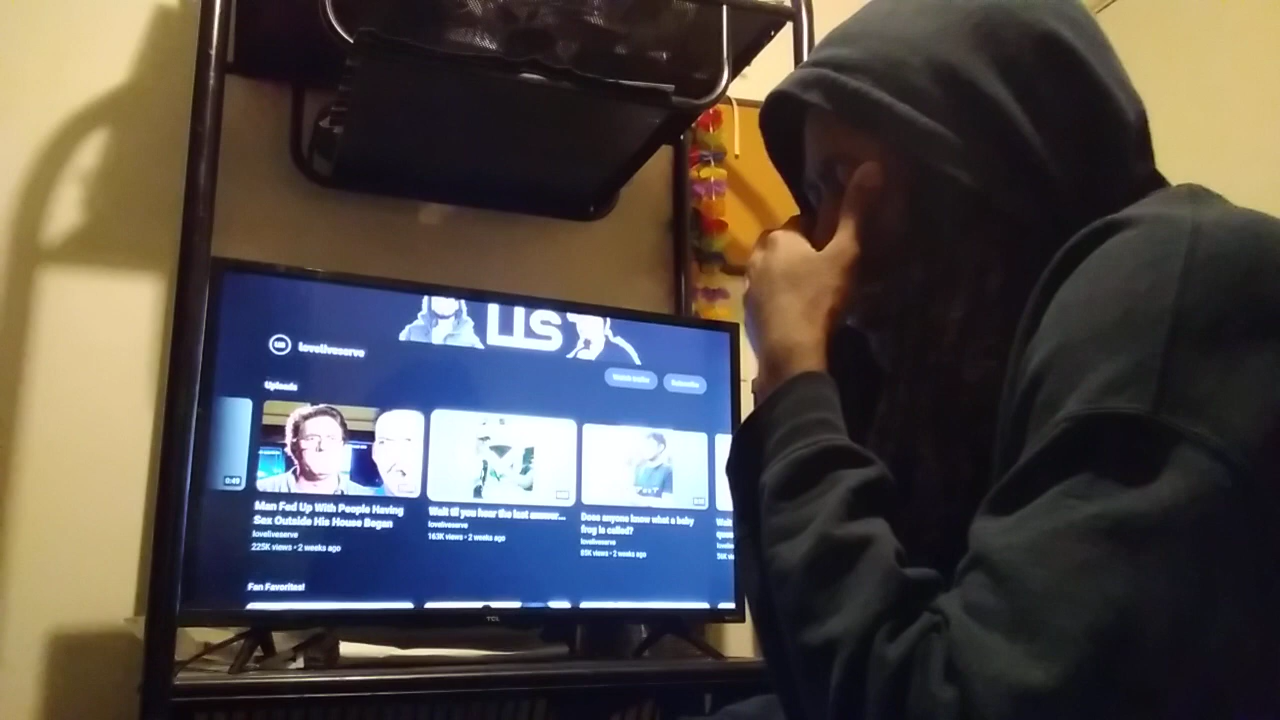 LLS
loveliveserve
Watch trailer
Subscribe
Uploads
0:49
Man Fed Up With People Having
Sex Outside His House Began
loveliveserve
225K views • 2 weeks ago
Wait til you hear the last answer...
loveliveserve
163K views • 2 weeks ago
Does anyone know what a baby
frog is called?
loveliveserve
85K views • 2 weeks ago
Fan Favorites!
TCL